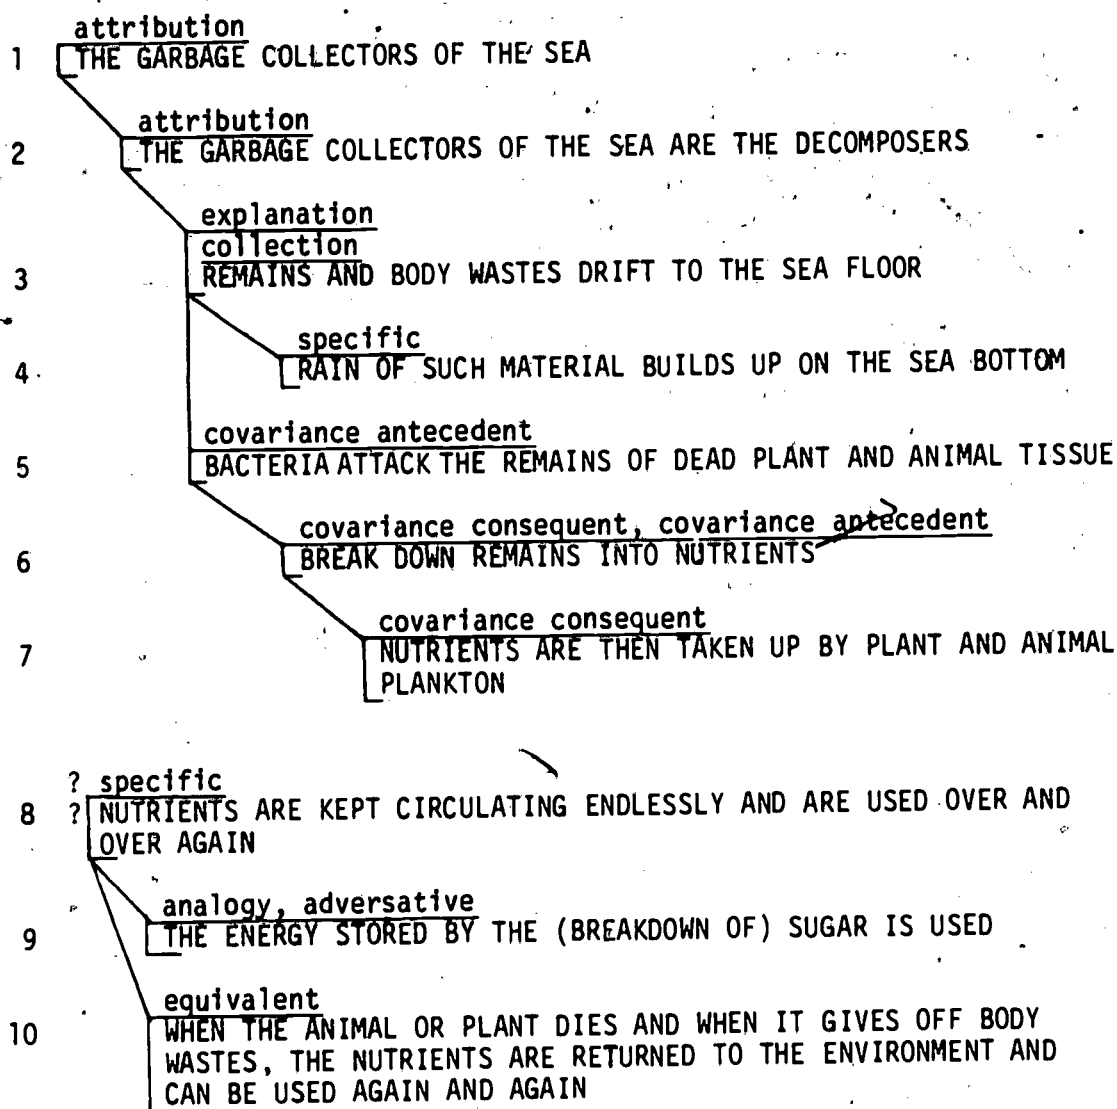 attribution
1 THE GARBAGE COLLECTORS OF THE SEA
attribution
2 THE GARBAGE COLLECTORS OF THE SEA ARE THE DECOMPOSERS
explanation
collection
3 REMAINS AND BODY WASTES DRIFT TO THE SEA FLOOR
specific
4 RAIN OF SUCH MATERIAL BUILDS UP ON THE SEA BOTTOM
covariance antecedent
5 BACTERIA ATTACK THE REMAINS OF DEAD PLANT AND ANIMAL TISSUE
covariance consequent, covariance antecedent
6 BREAK DOWN REMAINS INTO NUTRIENTS
covariance consequent
7 NUTRIENTS ARE THEN TAKEN UP BY PLANT AND ANIMAL
PLANKTON
? specific
8 ? NUTRIENTS ARE KEPT CIRCULATING ENDLESSLY AND ARE USED OVER AND
OVER AGAIN
analogy, adversative
9 THE ENERGY STORED BY THE (BREAKDOWN OF) SUGAR IS USED
equivalent
10 WHEN THE ANIMAL OR PLANT DIES AND WHEN IT GIVES OFF BODY
WASTES, THE NUTRIENTS ARE RETURNED TO THE ENVIRONMENT AND
CAN BE USED AGAIN AND AGAIN